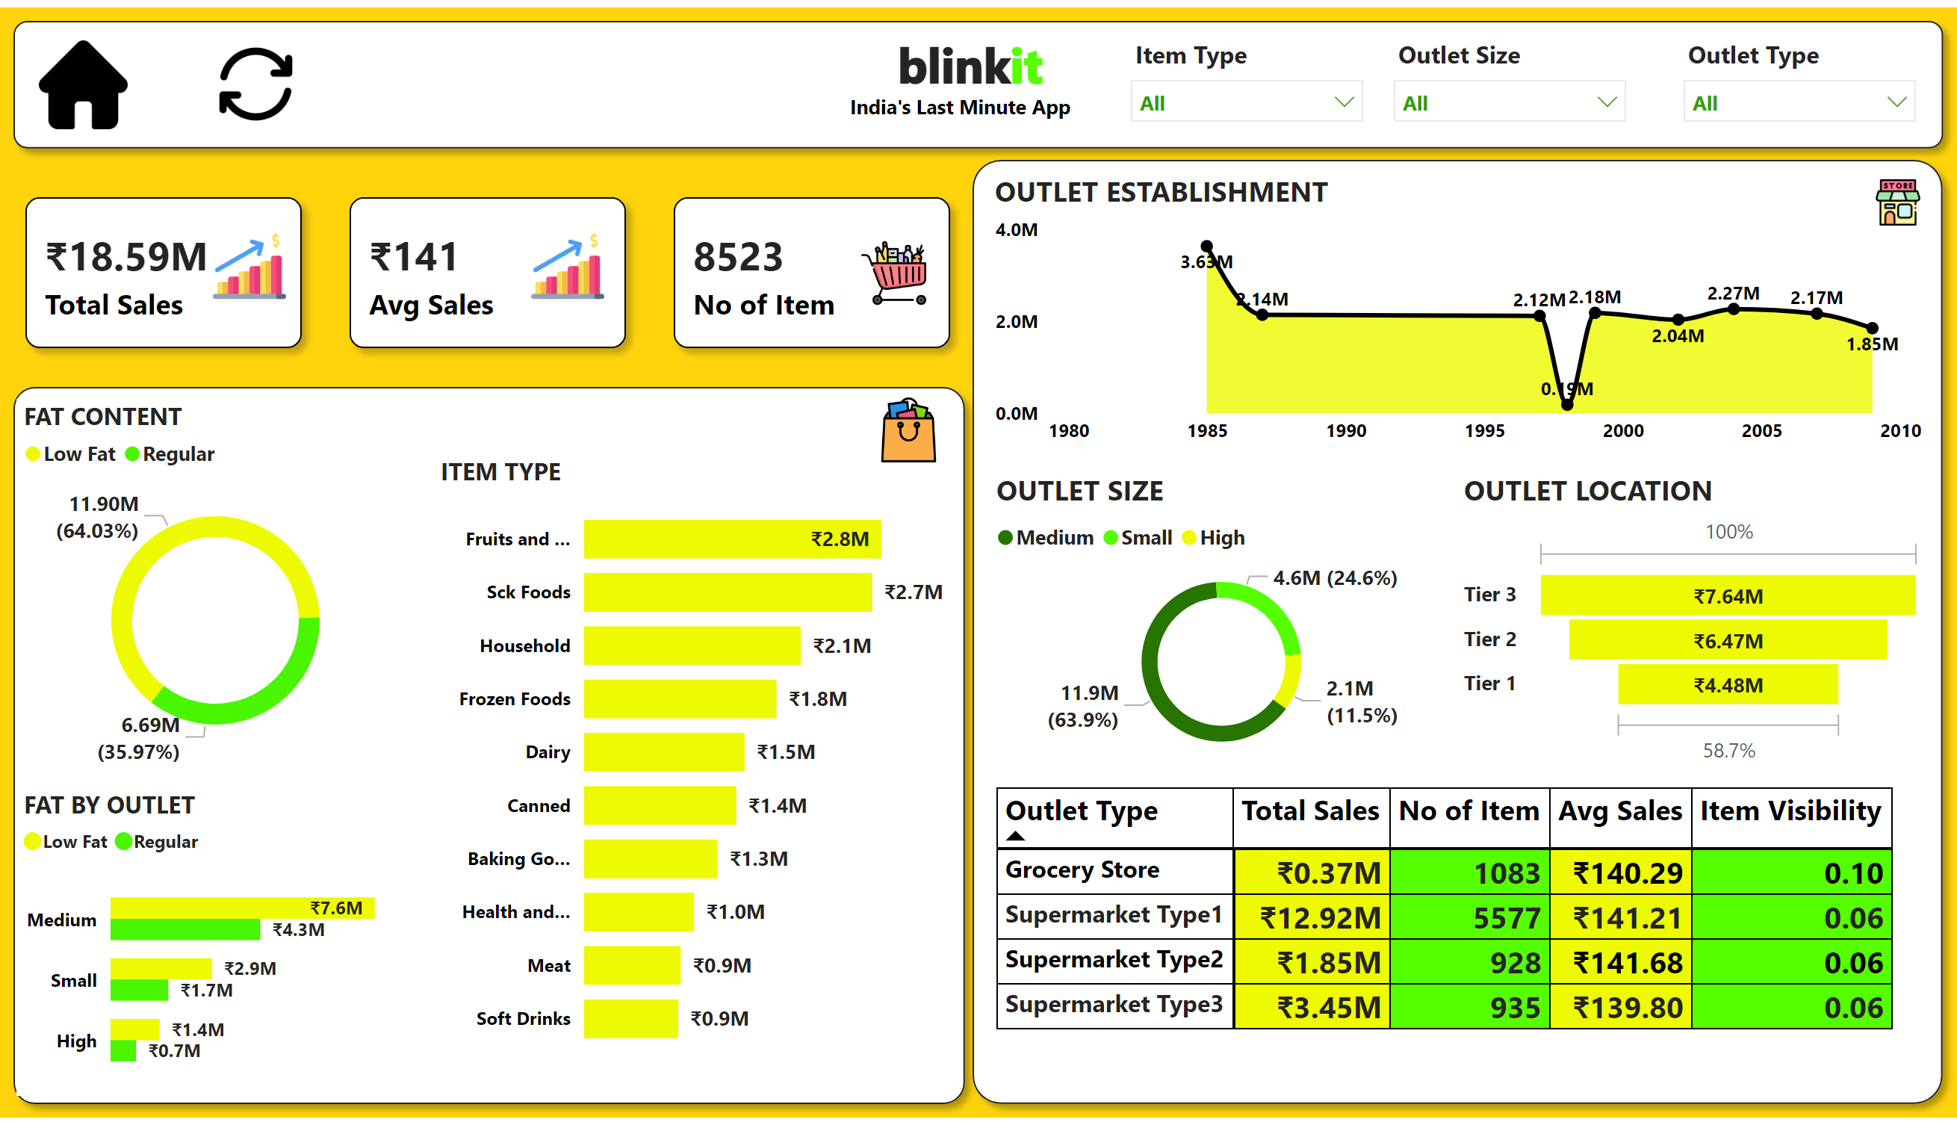 blinkit
India's Last Minute App
Item Type
All
Outlet Size
All
Outlet Type
All
₹18.59M
Total Sales
₹141
Avg Sales
8523
No of Item
FAT CONTENT
Low Fat Regular
11.90M
(64.03%)
6.69M
(35.97%)
FAT BY OUTLET
Low Fat Regular
Medium ₹7.6M
₹4.3M
Small ₹2.9M
₹1.7M
High ₹1.4M
₹0.7M
ITEM TYPE
Fruits and ... ₹2.8M
Sck Foods ₹2.7M
Household ₹2.1M
Frozen Foods ₹1.8M
Dairy ₹1.5M
Canned ₹1.4M
Baking Go... ₹1.3M
Health and... ₹1.0M
Meat ₹0.9M
Soft Drinks ₹0.9M
OUTLET ESTABLISHMENT
STORE
4.0M
2.0M
0.0M
3.63M
2.14M
2.12M
0.19M
2.18M
2.04M
2.27M
2.17M
1.85M
1980 1985 1990 1995 2000 2005 2010
OUTLET SIZE
Medium Small High
4.6M (24.6%)
2.1M
(11.5%)
11.9M
(63.9%)
OUTLET LOCATION
100%
Tier 3 ₹7.64M
Tier 2 ₹6.47M
Tier 1 ₹4.48M
58.7%
Outlet Type Total Sales No of Item Avg Sales Item Visibility
Grocery Store ₹0.37M 1083 ₹140.29 0.10
Supermarket Type1 ₹12.92M 5577 ₹141.21 0.06
Supermarket Type2 ₹1.85M 928 ₹141.68 0.06
Supermarket Type3 ₹3.45M 935 ₹139.80 0.06